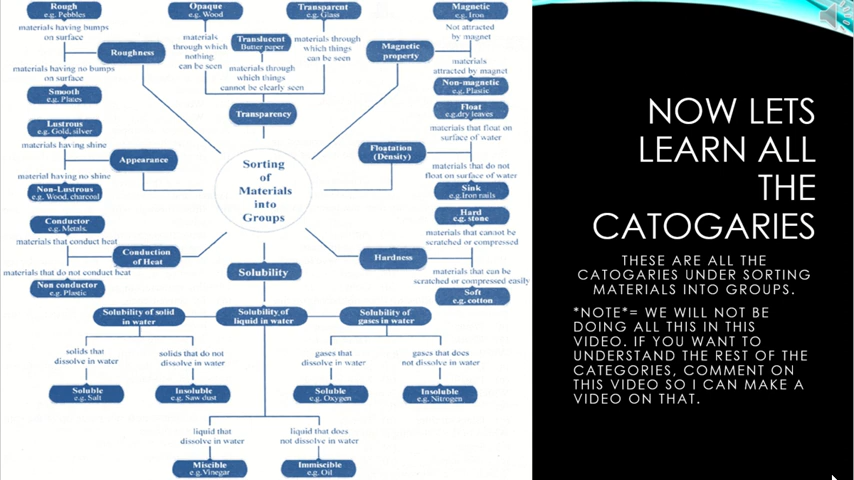 Rough
e.g. Pebbles
materials having bumps
on surface
Roughness
materials having no bumps
on surface
Smooth
e.g. Plates
Opaque
e.g. Wood
materials
through which
nothing
can be seen
Translucent
Butter paper
materials
through which things
cannot be clearly seen
Transparent
e.g. Glass
materials through
which things
can be seen
Transparency
Magnetic
e.g. Iron
Not attracted
by magnet
Magnetic
property
materials
attracted by magnet
Non-magnetic
e.g. Plastic
Lustrous
e.g. Gold, silver
materials having shine
Appearance
material having no shine
Non-Lustrous
e.g. Wood, charcoal
Float
e.g.dry leaves
materials that float on
surface of water
Floatation
(Density)
materials that do not
float on surface of water
Sink
e.g.Iron nails
Sorting
of
Materials
into
Groups
Conductor
e.g. Metals.
materials that conduct heat
Conduction
of Heat
materials that do not conduct heat
Non conductor
e.g. Plastic
Hard
e.g. stone
materials that cannot be
scratched or compressed
Hardness
materials that can be
scratched or compressed easily
Soft
e.g. cotton
Solubility
Solubility of solid
in water
solids that
dissolve in water
Soluble
e.g. Salt
solids that do not
dissolve in water
Insoluble
e.g. Saw dust
Solubility of
liquid in water
liquid that
dissolve in water
Miscible
e.g.Vinegar
liquid that does
not dissolve in water
Immiscible
e.g. Oil
Solubility of
gases in water
gases that
dissolve in water
Soluble
e.g. Oxygen
gases that does
not dissolve in water
Insoluble
e.g. Nitrogen
NOW LETS
LEARN ALL
THE
CATOGARIES
THESE ARE ALL THE
CATOGARIES UNDER SORTING
MATERIALS INTO GROUPS.
*NOTE*= WE WILL NOT BE
DOING ALL THIS IN THIS
VIDEO. IF YOU WANT TO
UNDERSTAND THE REST OF THE
CATEGORIES, COMMENT ON
THIS VIDEO SO I CAN MAKE A
VIDEO ON THAT.